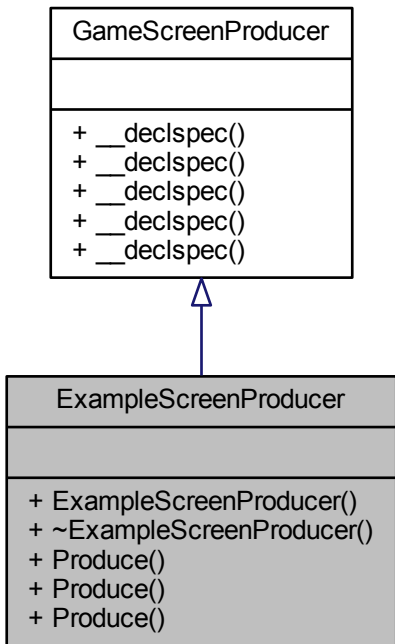 GameScreenProducer
+ __declspec()
+ __declspec()
+ __declspec()
+ __declspec()
+ __declspec()
ExampleScreenProducer
+ ExampleScreenProducer()
+ ~ExampleScreenProducer()
+ Produce()
+ Produce()
+ Produce()